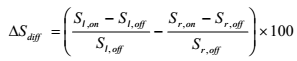 ΔS_diff = ( (S_l,on − S_l,off) / S_l,off − (S_r,on − S_r,off) / S_r,off ) × 100